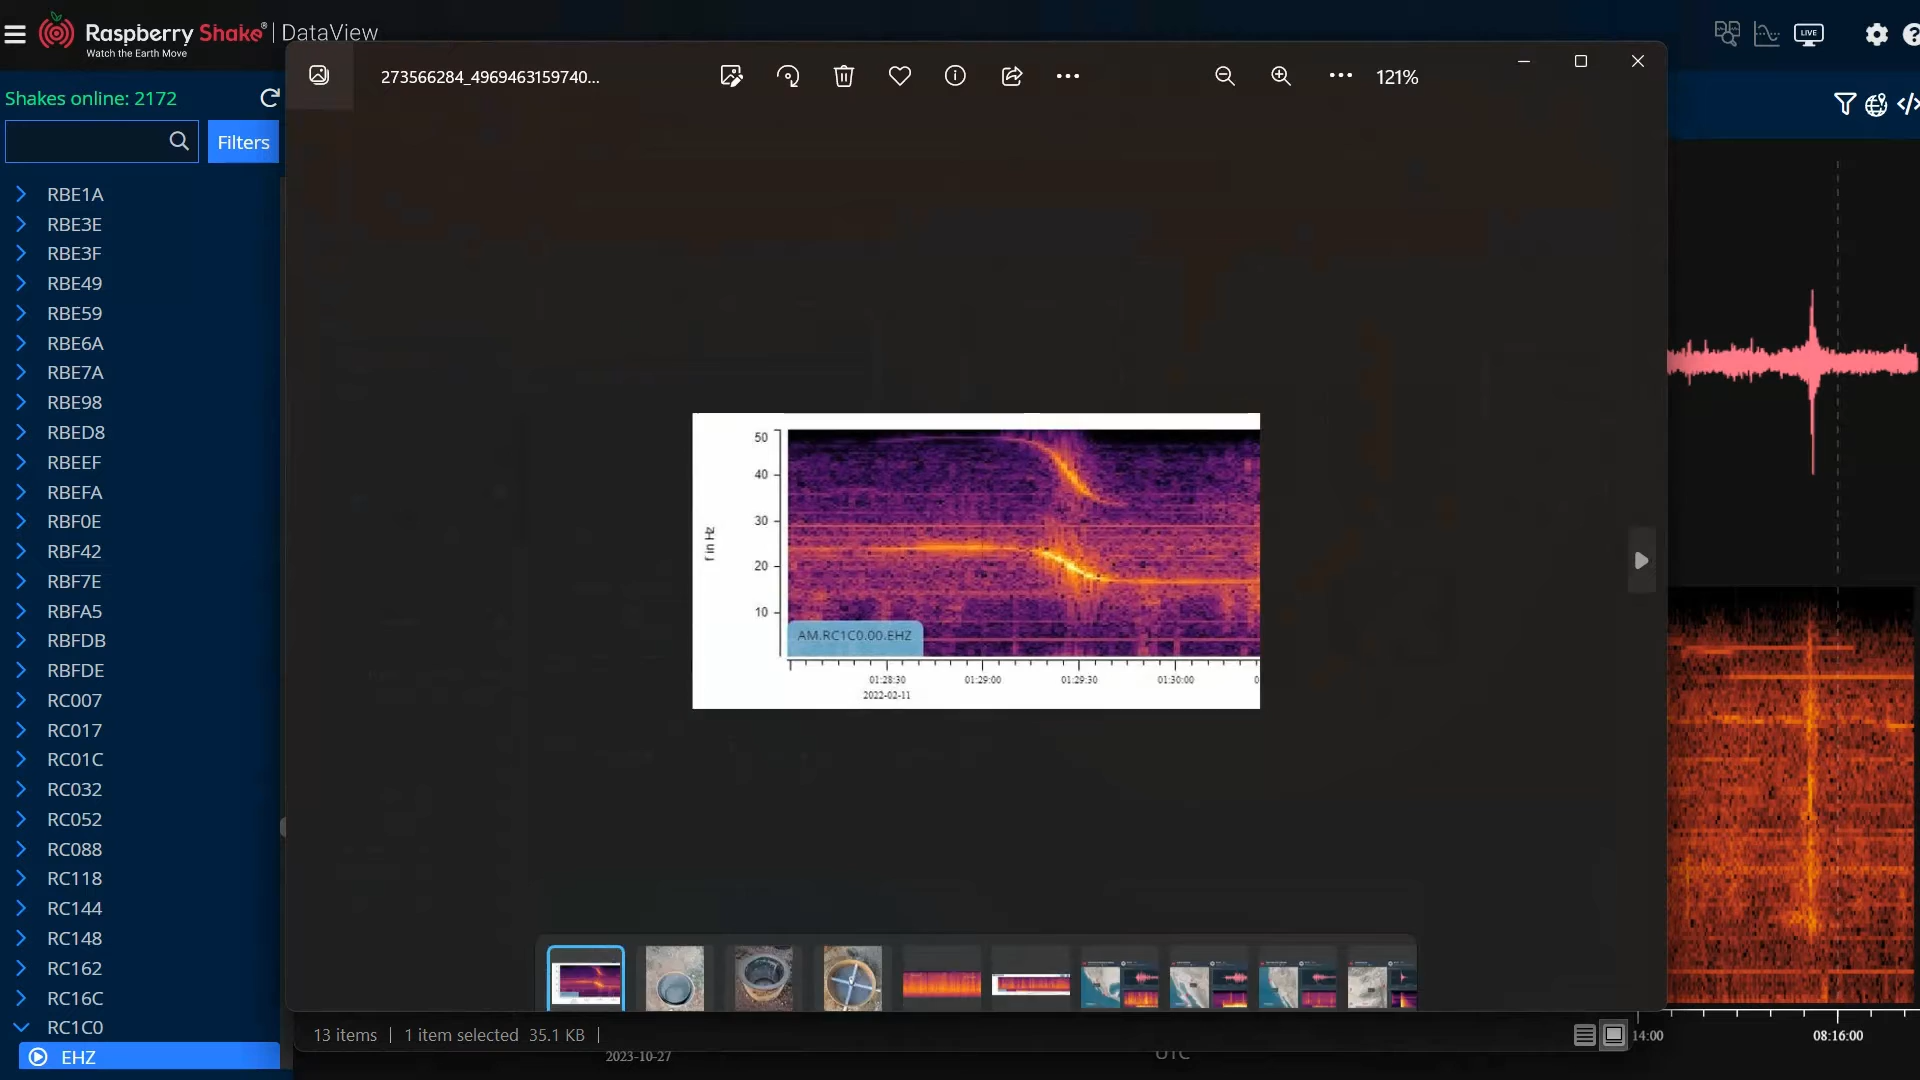 Raspberry Shake® | DataView
Watch the Earth Move
LIVE
273566284_4969463159740...
121%
Shakes online: 2172
Filters
RBE1A
RBE3E
RBE3F
RBE49
RBE59
RBE6A
RBE7A
RBE98
RBED8
RBEEF
RBEFA
RBF0E
RBF42
RBF7E
RBFA5
RBFDB
RBFDE
RC007
RC017
RC01C
RC032
RC052
RC088
RC118
RC144
RC148
RC162
RC16C
RC1C0
EHZ
50
40
30
20
10
f in Hz
AM.RC1C0.00.EHZ
01:28:30
01:29:00
01:29:30
01:30:00
0
2022-02-11
13 items
1 item selected 35.1 KB
14:00
08:16:00
2023-10-27
UTC